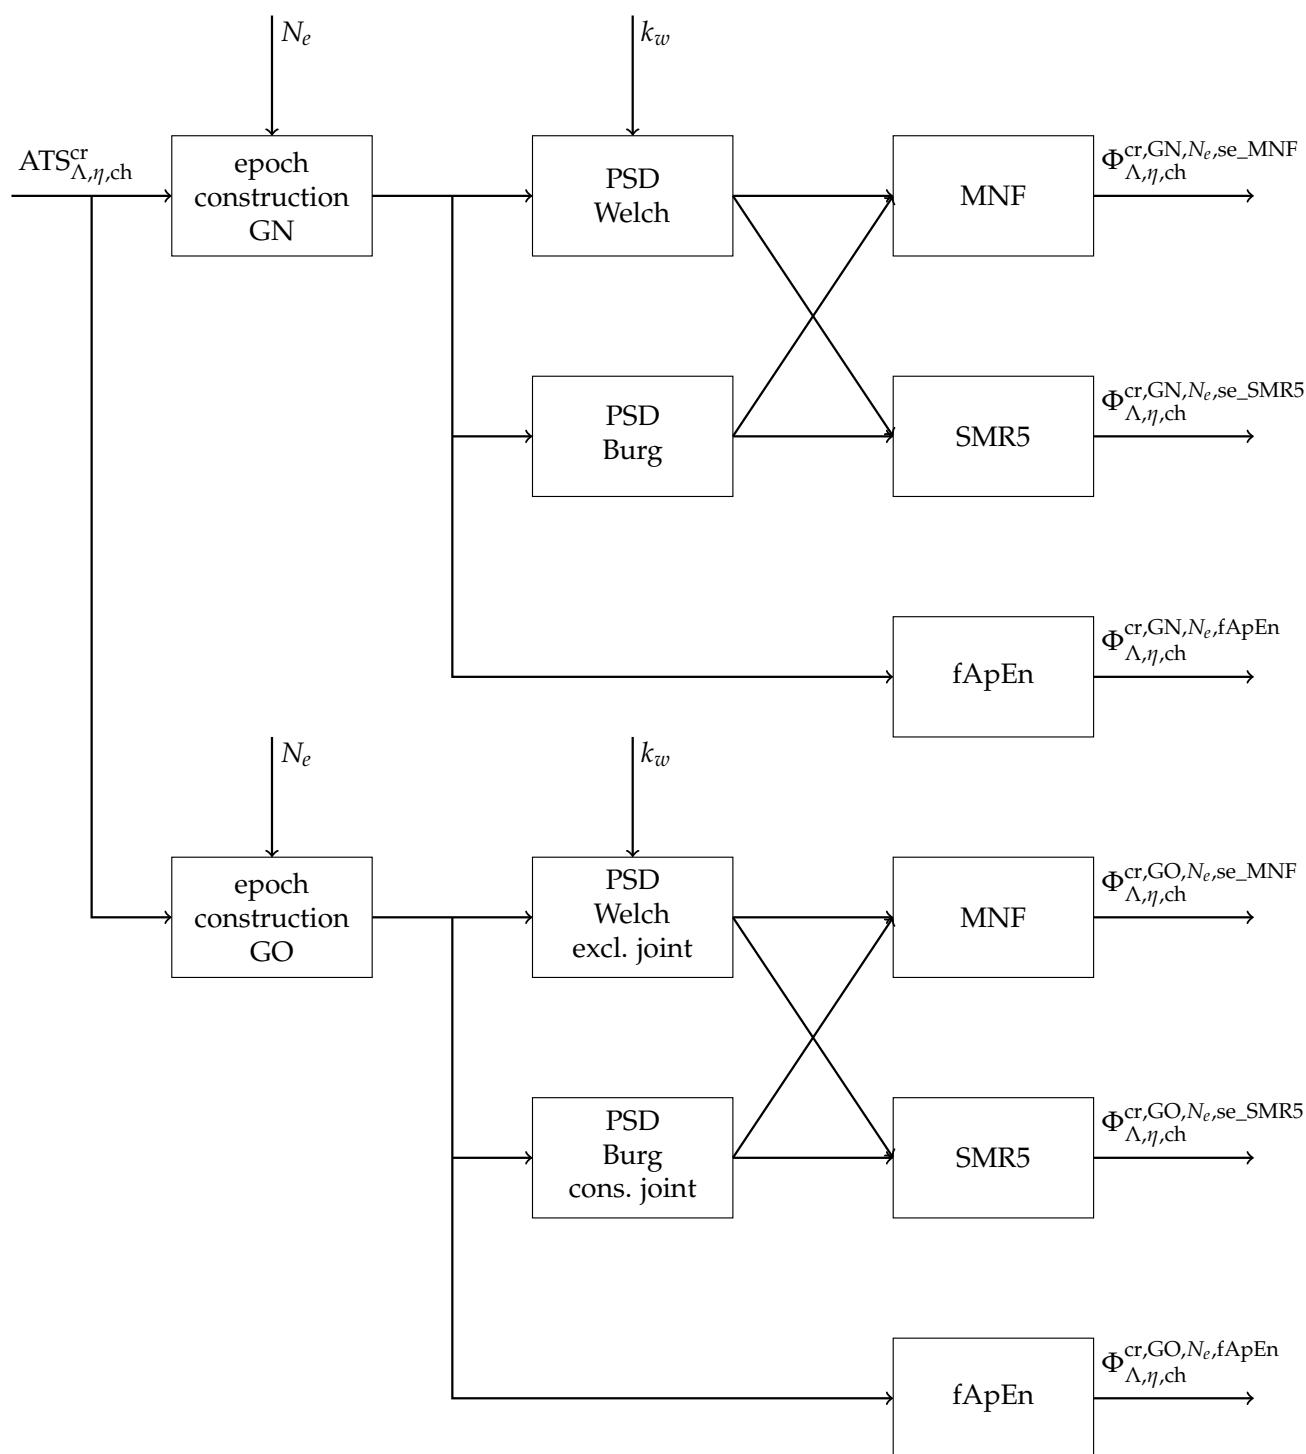 N_e
k_w
ATS^{cr}_{Λ,η,ch}
epoch
construction
GN
PSD
Welch
MNF
Φ^{cr,GN,N_e,se_MNF}_{Λ,η,ch}
PSD
Burg
SMR5
Φ^{cr,GN,N_e,se_SMR5}_{Λ,η,ch}
fApEn
Φ^{cr,GN,N_e,fApEn}_{Λ,η,ch}
N_e
k_w
epoch
construction
GO
PSD
Welch
excl. joint
MNF
Φ^{cr,GO,N_e,se_MNF}_{Λ,η,ch}
PSD
Burg
cons. joint
SMR5
Φ^{cr,GO,N_e,se_SMR5}_{Λ,η,ch}
fApEn
Φ^{cr,GO,N_e,fApEn}_{Λ,η,ch}